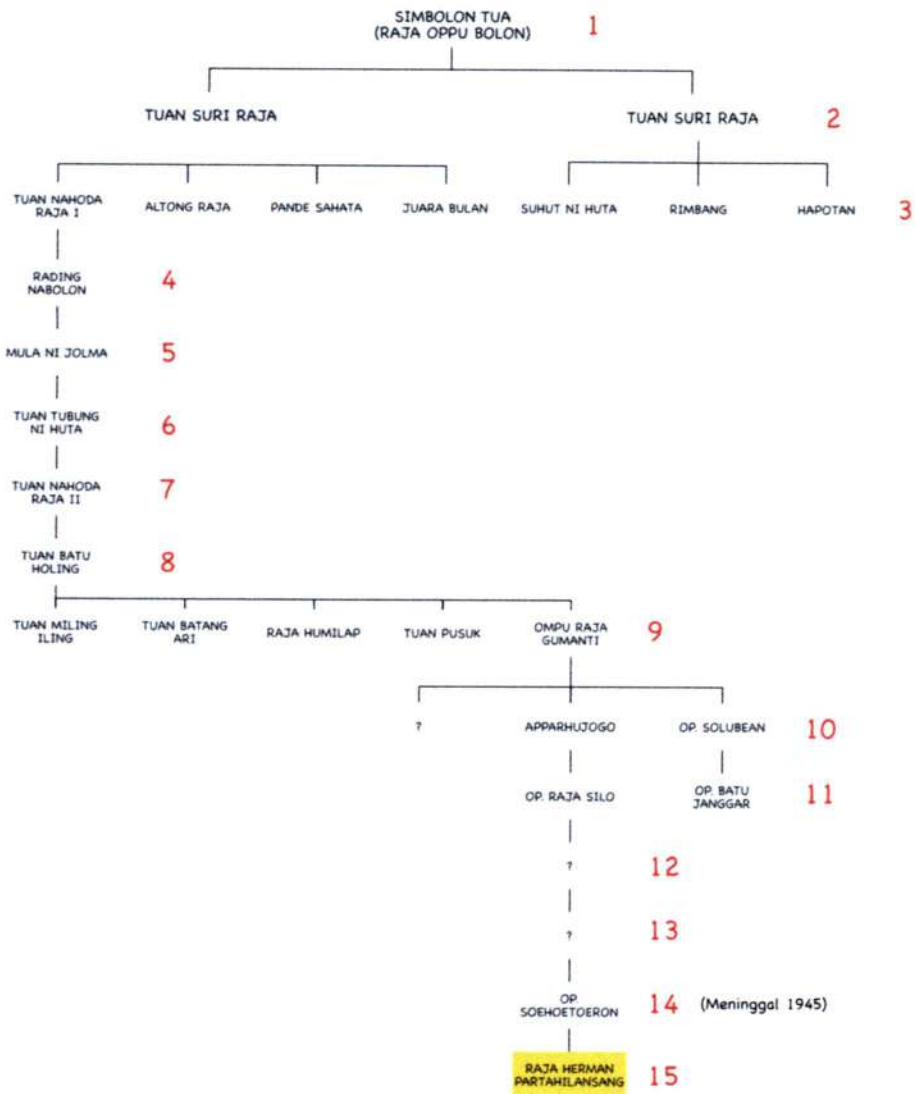 SIMBOLON TUA
(RAJA OPPU BOLON) 1
TUAN SURI RAJA TUAN SURI RAJA 2
TUAN NAHODA
RAJA I ALTONG RAJA PANDE SAHATA JUARA BULAN SUHUT NI HUTA RIMBANG HAPOTAN 3
RADING
NABOLON 4
MULA NI JOLMA 5
TUAN TUBUNG
NI HUTA 6
TUAN NAHODA
RAJA II 7
TUAN BATU
HOLING 8
TUAN MILING
ILING
TUAN BATANG
ARI
RAJA HUMILAP
TUAN PUSUK
OMPU RAJA
GUMANTI 9
? APPARHUJOGO OP. SOLUBEAN 10
OP. RAJA SILO
OP. BATU
JANGGAR 11
? 12
? 13
OP.
SOEHOETOERON 14 (Meninggal 1945)
RAJA HERMAN
PARTAHILANSANG 15